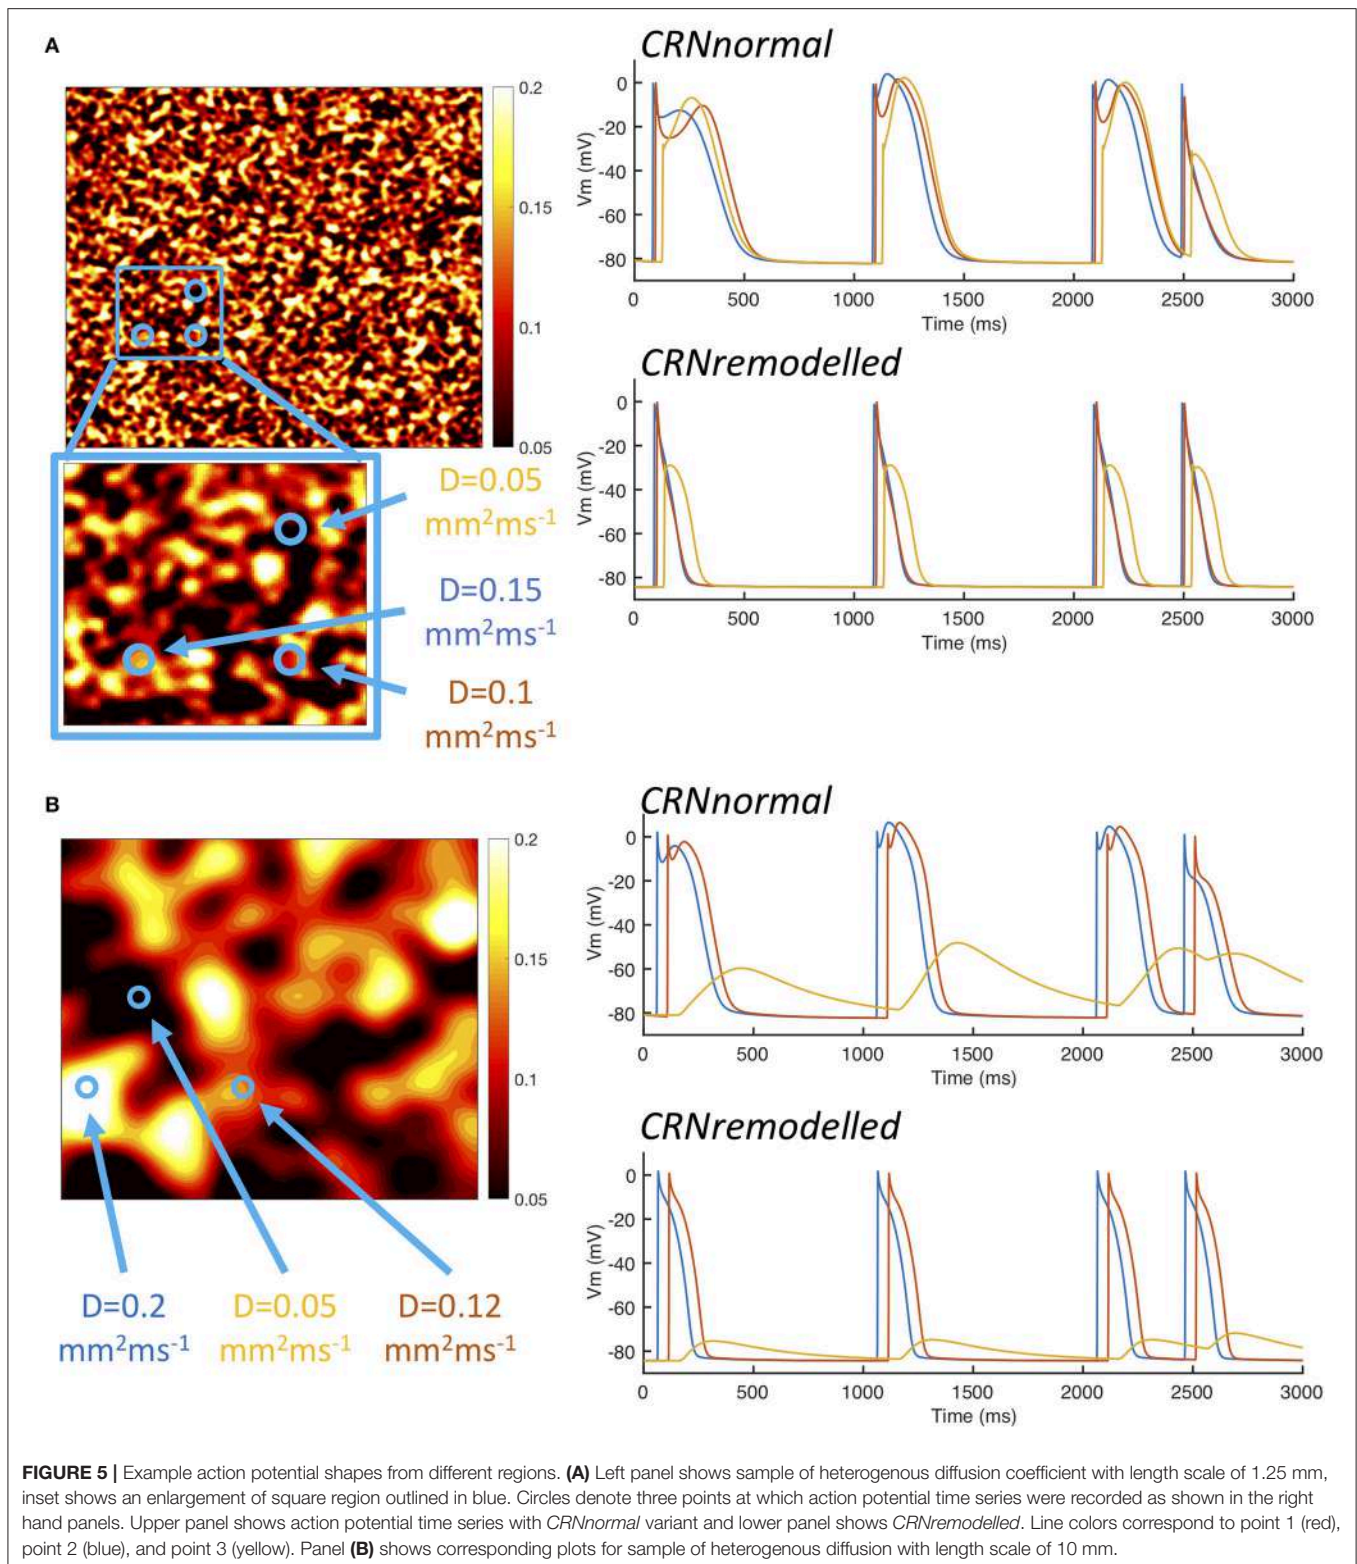 A
CRNnormal
0.2
0.15
0.1
0.05
0
-20
-40
-60
-80
Vm (mV)
0 500 1000 1500 2000 2500 3000
Time (ms)
CRNremodelled
0
-20
-40
-60
-80
Vm (mV)
0 500 1000 1500 2000 2500 3000
Time (ms)
D=0.05
mm²ms⁻¹
D=0.15
mm²ms⁻¹
D=0.1
mm²ms⁻¹
B
CRNnormal
0.2
0.15
0.1
0.05
0
-20
-40
-60
-80
Vm (mV)
0 500 1000 1500 2000 2500 3000
Time (ms)
CRNremodelled
0
-20
-40
-60
-80
Vm (mV)
0 500 1000 1500 2000 2500 3000
Time (ms)
D=0.2
mm²ms⁻¹
D=0.05
mm²ms⁻¹
D=0.12
mm²ms⁻¹
FIGURE 5 | Example action potential shapes from different regions. (A) Left panel shows sample of heterogenous diffusion coefficient with length scale of 1.25 mm,
inset shows an enlargement of square region outlined in blue. Circles denote three points at which action potential time series were recorded as shown in the right
hand panels. Upper panel shows action potential time series with CRNnormal variant and lower panel shows CRNremodelled. Line colors correspond to point 1 (red),
point 2 (blue), and point 3 (yellow). Panel (B) shows corresponding plots for sample of heterogenous diffusion with length scale of 10 mm.